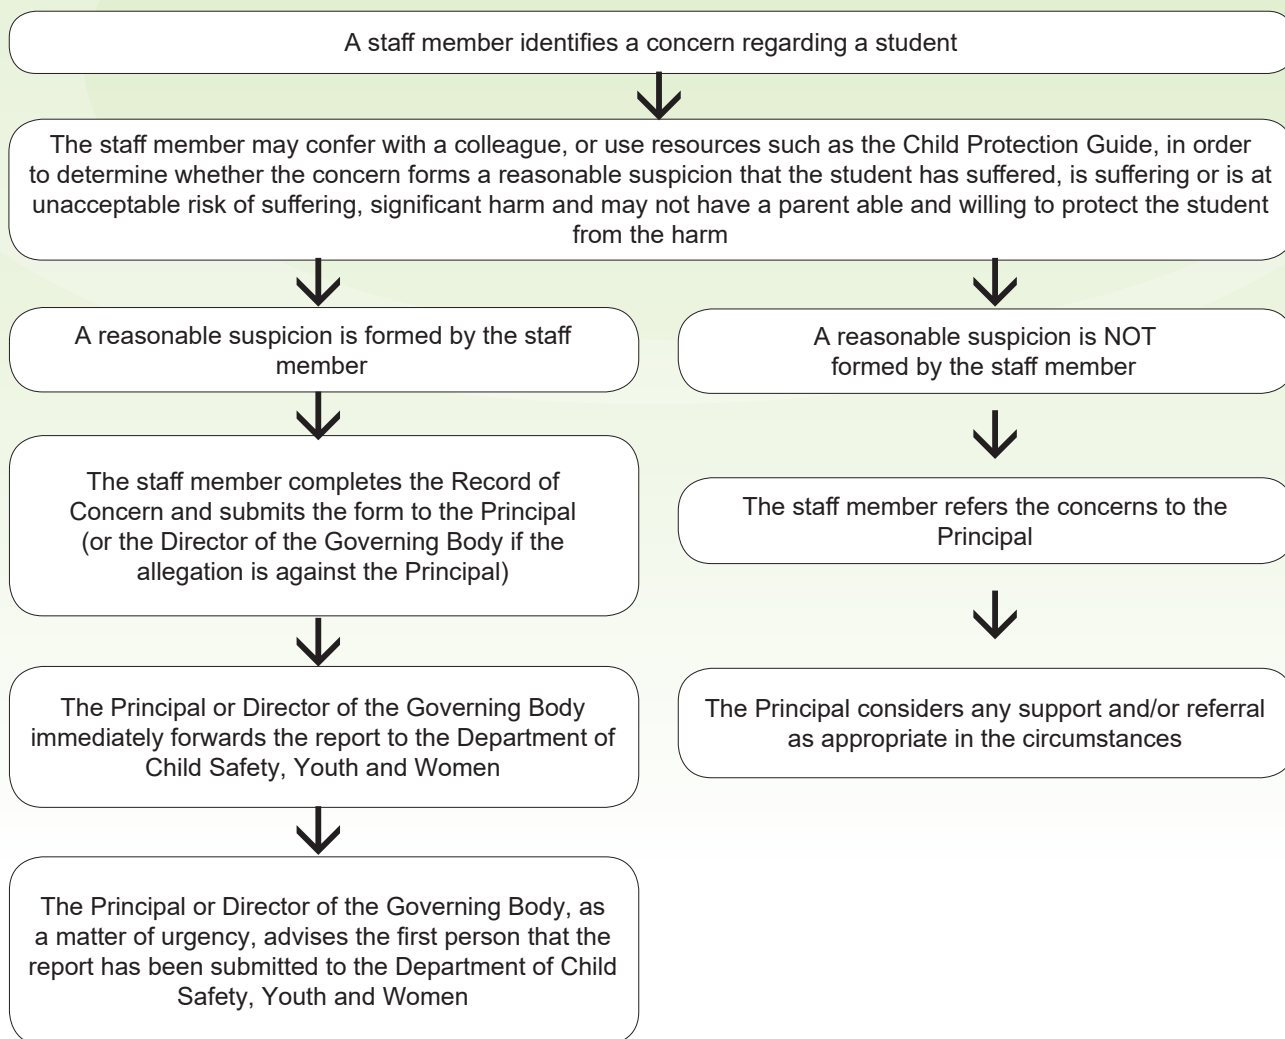 A staff member identifies a concern regarding a student
The staff member may confer with a colleague, or use resources such as the Child Protection Guide, in order
to determine whether the concern forms a reasonable suspicion that the student has suffered, is suffering or is at
unacceptable risk of suffering, significant harm and may not have a parent able and willing to protect the student
from the harm
A reasonable suspicion is formed by the staff
member
The staff member completes the Record of
Concern and submits the form to the Principal
(or the Director of the Governing Body if the
allegation is against the Principal)
The Principal or Director of the Governing Body
immediately forwards the report to the Department of
Child Safety, Youth and Women
The Principal or Director of the Governing Body, as
a matter of urgency, advises the first person that the
report has been submitted to the Department of Child
Safety, Youth and Women
A reasonable suspicion is NOT
formed by the staff member
The staff member refers the concerns to the
Principal
The Principal considers any support and/or referral
as appropriate in the circumstances